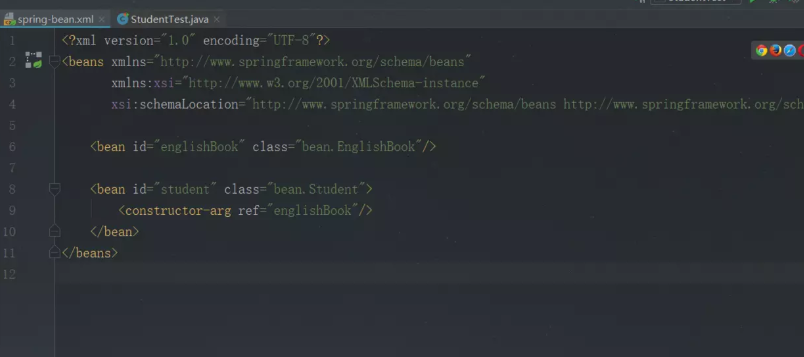 spring-bean.xml StudentTest.java
1 <?xml version="1.0" encoding="UTF-8"?>
2 <beans xmlns="http://www.springframework.org/schema/beans"
3 xmlns:xsi="http://www.w3.org/2001/XMLSchema-instance"
4 xsi:schemaLocation="http://www.springframework.org/schema/beans http://www.springframework.org/sch
5
6 <bean id="englishBook" class="bean.EnglishBook"/>
7
8 <bean id="student" class="bean.Student">
9 <constructor-arg ref="englishBook"/>
10 </bean>
11 </beans>
12